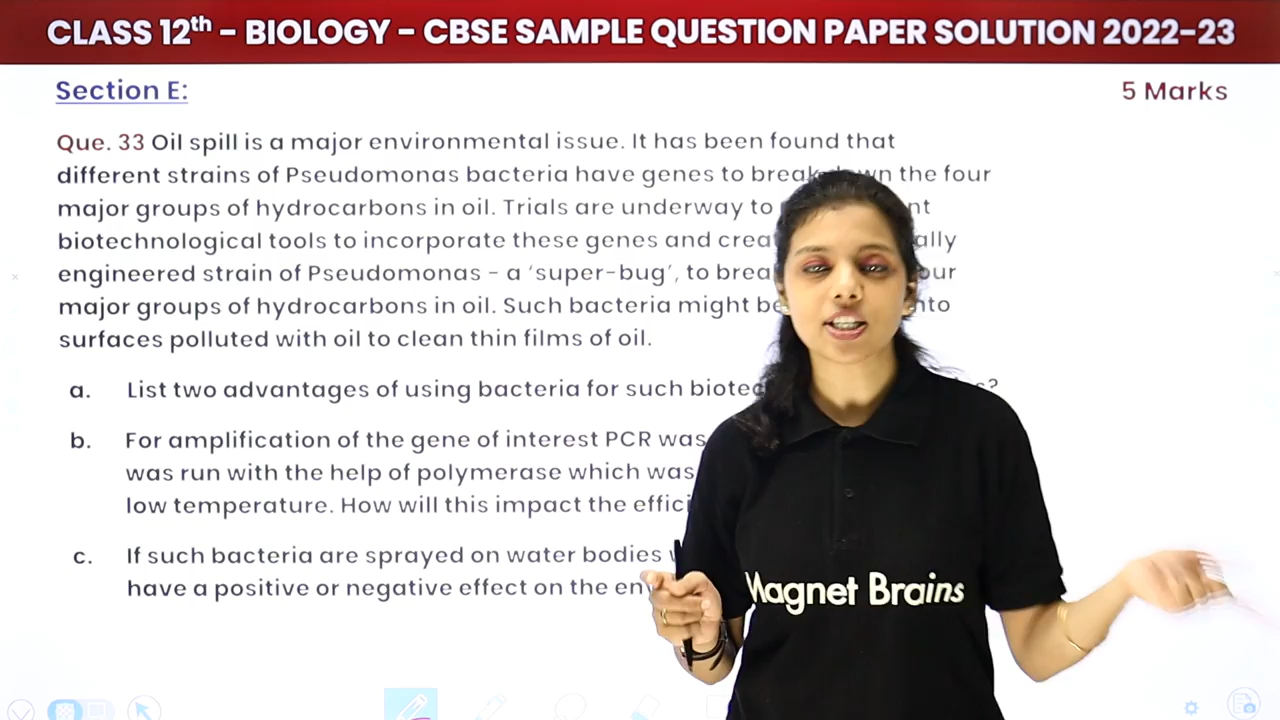 CLASS 12th – BIOLOGY – CBSE SAMPLE QUESTION PAPER SOLUTION 2022–23
Section E:
5 Marks
Que. 33 Oil spill is a major environmental issue. It has been found that
different strains of Pseudomonas bacteria have genes to break down the four
major groups of hydrocarbons in oil. Trials are underway to
biotechnological tools to incorporate these genes and
engineered strain of Pseudomonas – a ‘super-bug’, to
major groups of hydrocarbons in oil. Such bacteria might be
surfaces polluted with oil to clean thin films of oil.
a. List two advantages of using bacteria for such
b. For amplification of the gene of interest PCR was
was run with the help of polymerase which was
low temperature. How will this impact the
c. If such bacteria are sprayed on water bodies
have a positive or negative effect on the
Magnet Brains